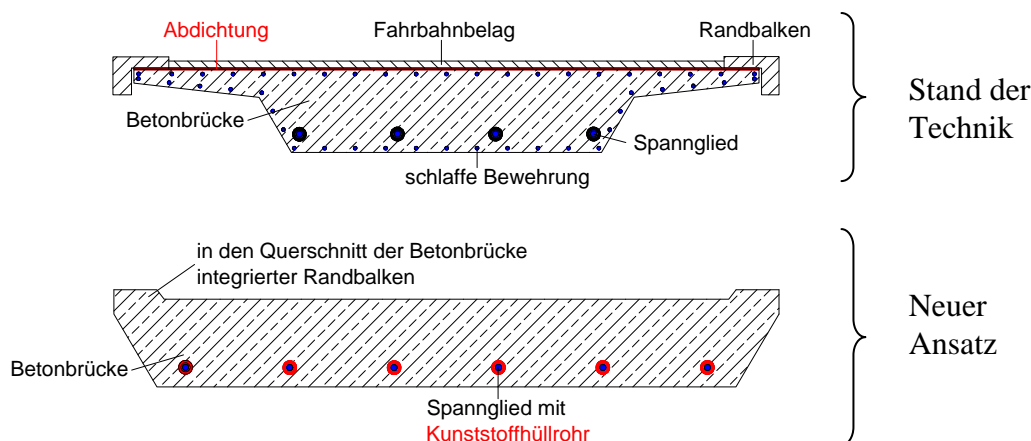 Abdichtung
Fahrbahnbelag
Randbalken
Betonbrücke
Spannglied
schlaffe Bewehrung
Stand der
Technik
in den Querschnitt der Betonbrücke
integrierter Randbalken
Betonbrücke
Spannglied mit
Kunststoffhüllrohr
Neuer
Ansatz